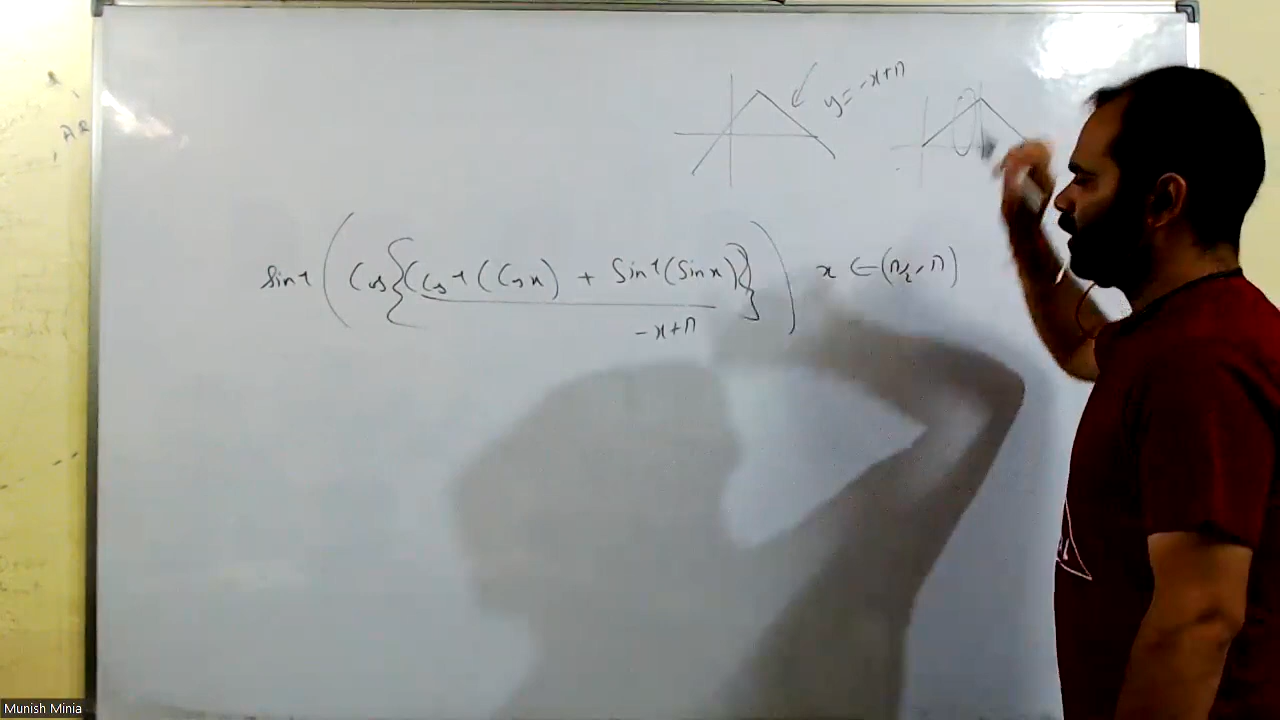 y = -x+π
sin⁻¹ ( Cos { (Cos⁻¹ (Cos x) + Sin⁻¹ (Sin x) } ) x ∈ (π/2, π)
-x+π
Munish Minia